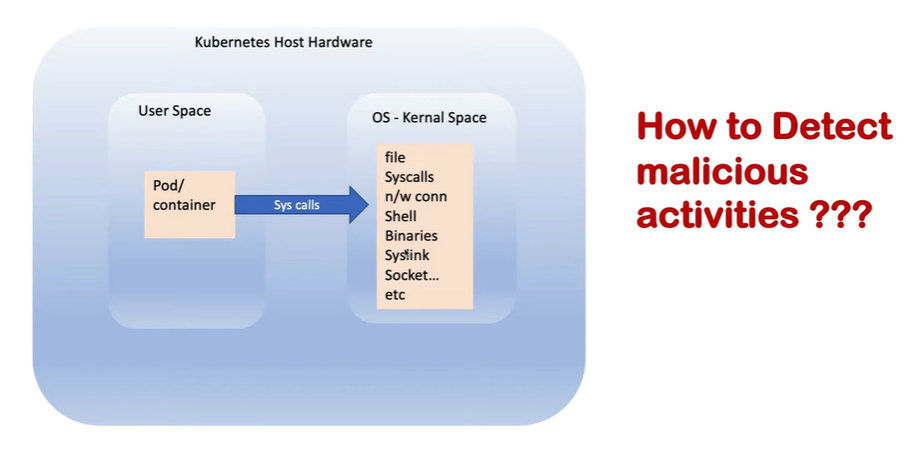 Kubernetes Host Hardware
User Space
OS - Kernal Space
Pod/
container
Sys calls
file
Syscalls
n/w conn
Shell
Binaries
Syslink
Socket...
etc
How to Detect
malicious
activities ???